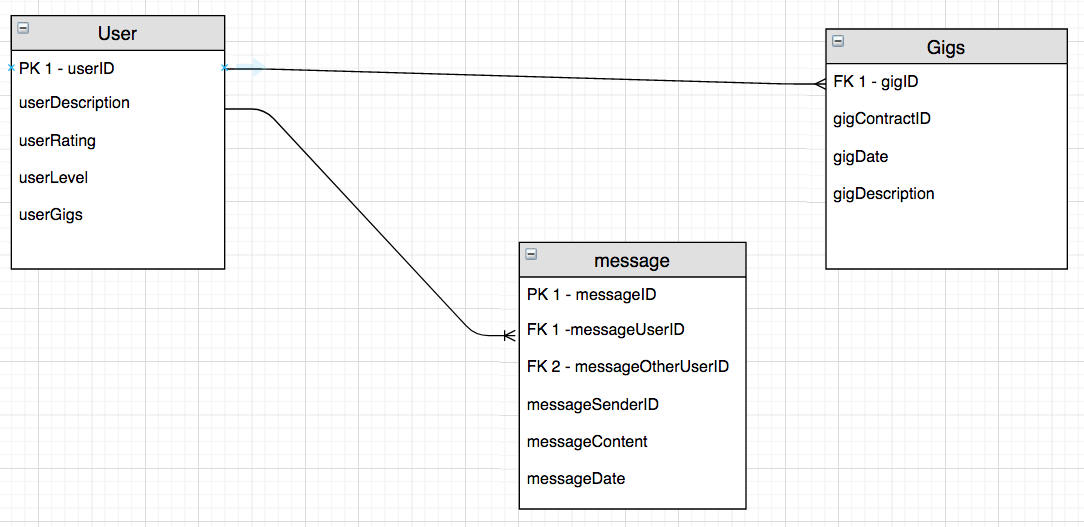 User
PK 1 - userID
userDescription
userRating
userLevel
userGigs
Gigs
FK 1 - gigID
gigContractID
gigDate
gigDescription
message
PK 1 - messageID
FK 1 -messageUserID
FK 2 - messageOtherUserID
messageSenderID
messageContent
messageDate